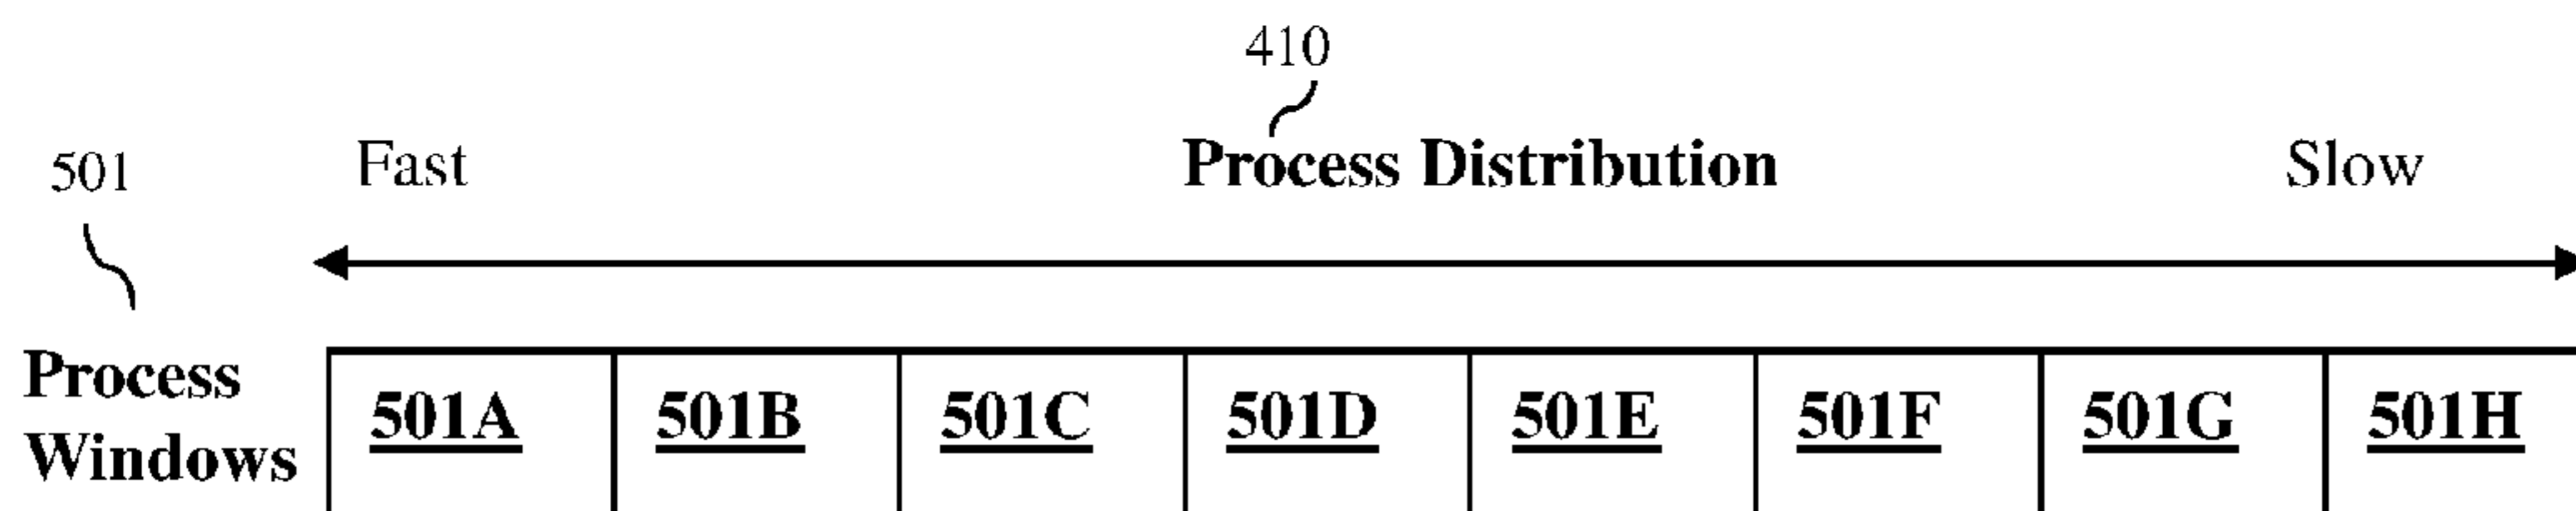 410
501 Fast Process Distribution Slow
Process
Windows
501A 501B 501C 501D 501E 501F 501G 501H